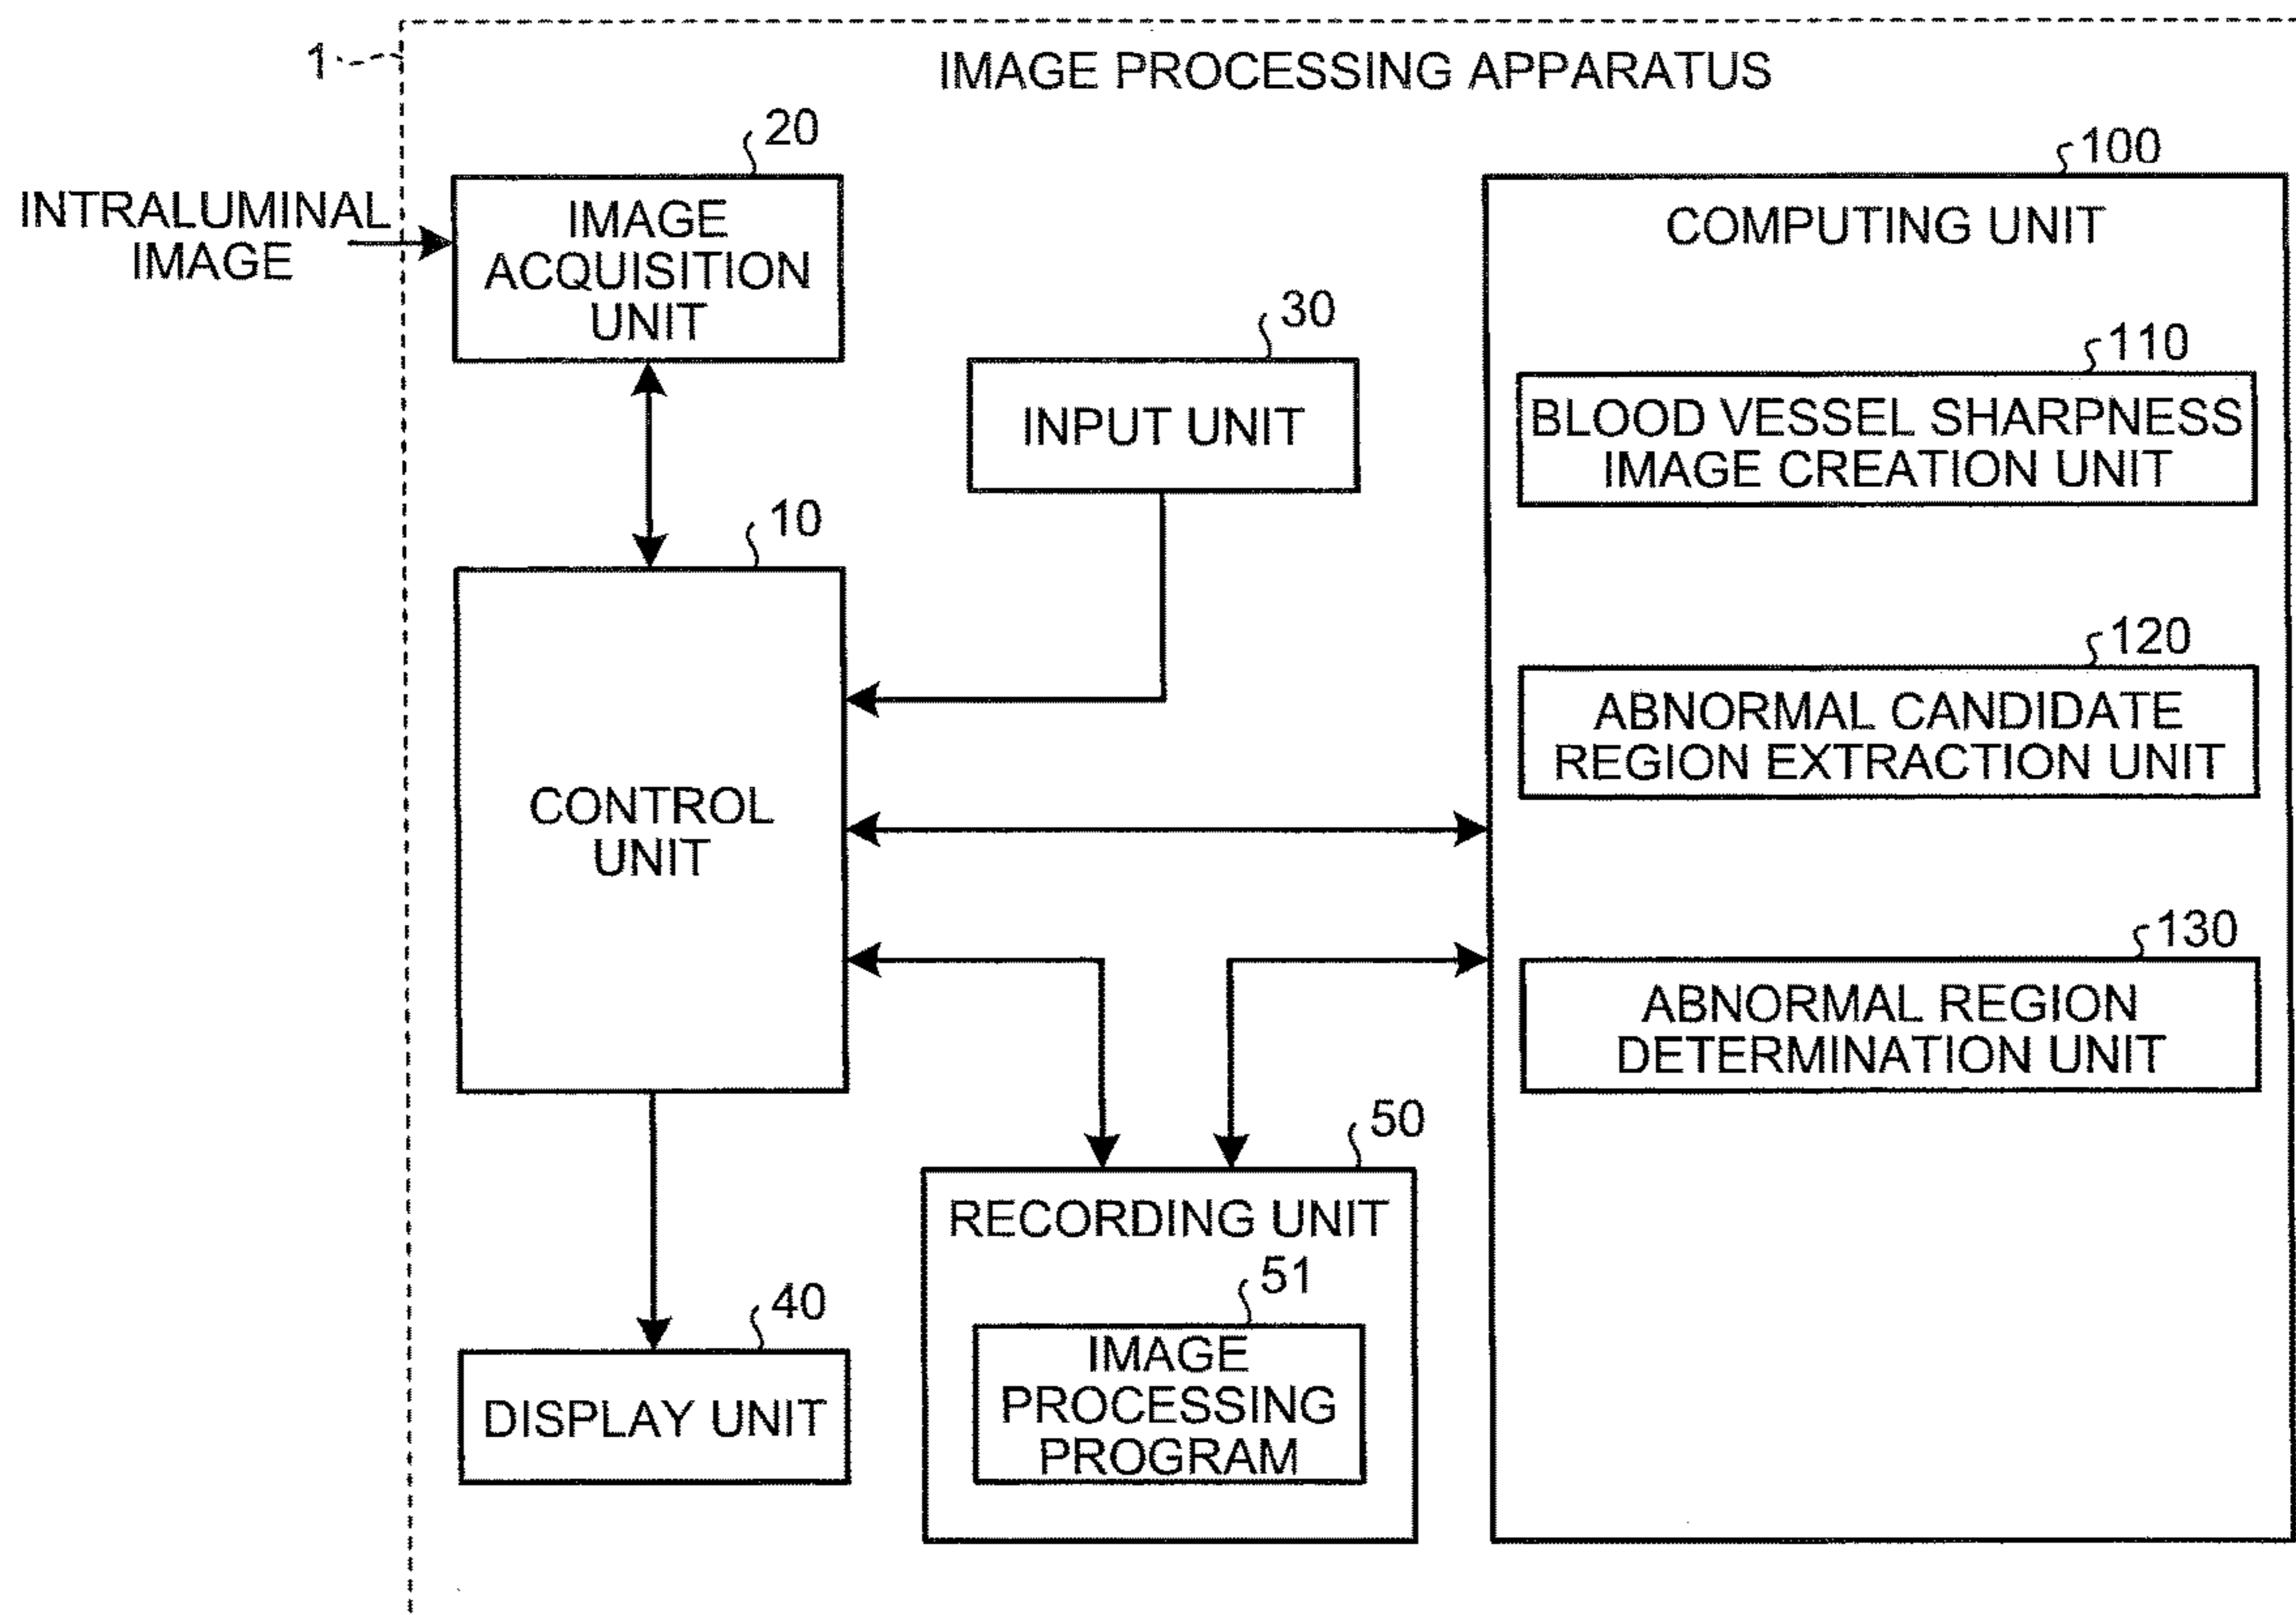 1
IMAGE PROCESSING APPARATUS
INTRALUMINAL
IMAGE
20
IMAGE
ACQUISITION
UNIT
30
INPUT UNIT
10
CONTROL
UNIT
40
DISPLAY UNIT
50
RECORDING UNIT
51
IMAGE
PROCESSING
PROGRAM
100
COMPUTING UNIT
110
BLOOD VESSEL SHARPNESS
IMAGE CREATION UNIT
120
ABNORMAL CANDIDATE
REGION EXTRACTION UNIT
130
ABNORMAL REGION
DETERMINATION UNIT